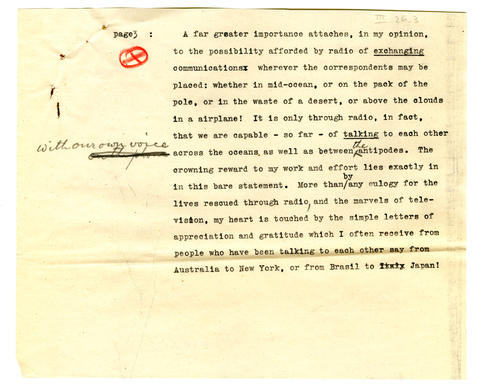 III 26.3
page3 :
A far greater importance attaches, in my opinion,
to the possibility afforded by radio of exchanging
communications: wherever the correspondents may be
placed: whether in mid-ocean, or on the pack of the
pole, or in the waste of a desert, or above the clouds
in a airplane! It is only through radio, in fact,
that we are capable - so far - of talking to each other
with our own voice
across the oceans, as well as between the antipodes. The
crowning reward to my work and effort lies exactly in
in this bare statement. More than by any eulogy for the
lives rescued through radio, and the marvels of tele-
vision, my heart is touched by the simple letters of
appreciation and gratitude which I often receive from
people who have been talking to each other say from
Australia to New York, or from Brasil to Japan!